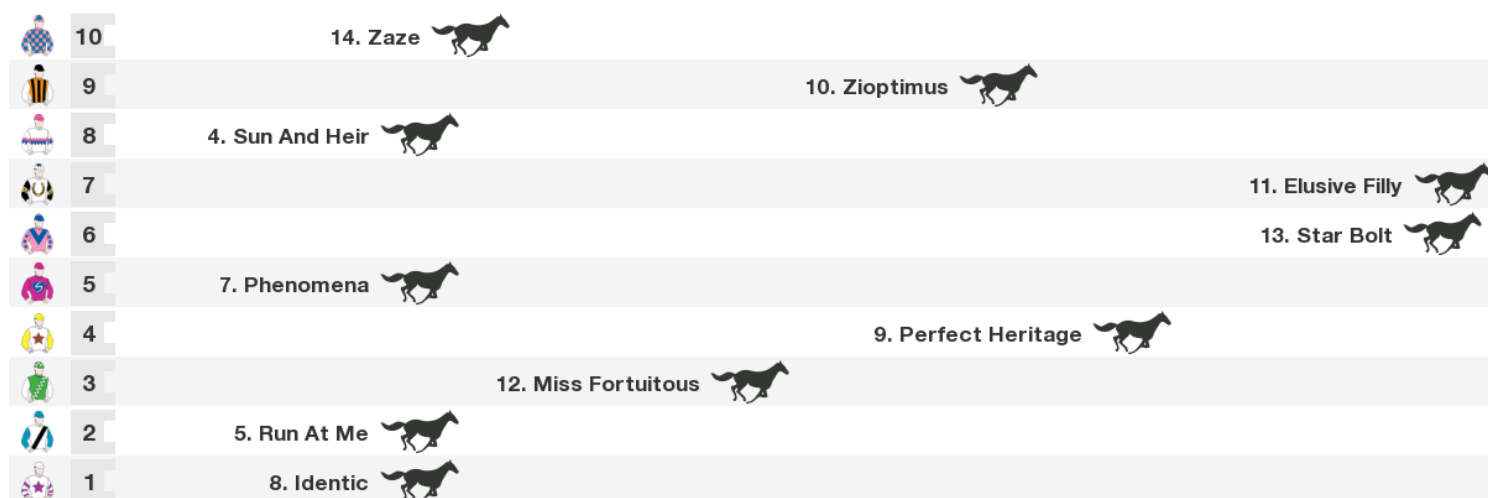 10 14. Zaze
9 10. Zioptimus
8 4. Sun And Heir
7 11. Elusive Filly
6 13. Star Bolt
5 7. Phenomena
4 9. Perfect Heritage
3 12. Miss Fortuitous
2 5. Run At Me
1 8. Identic